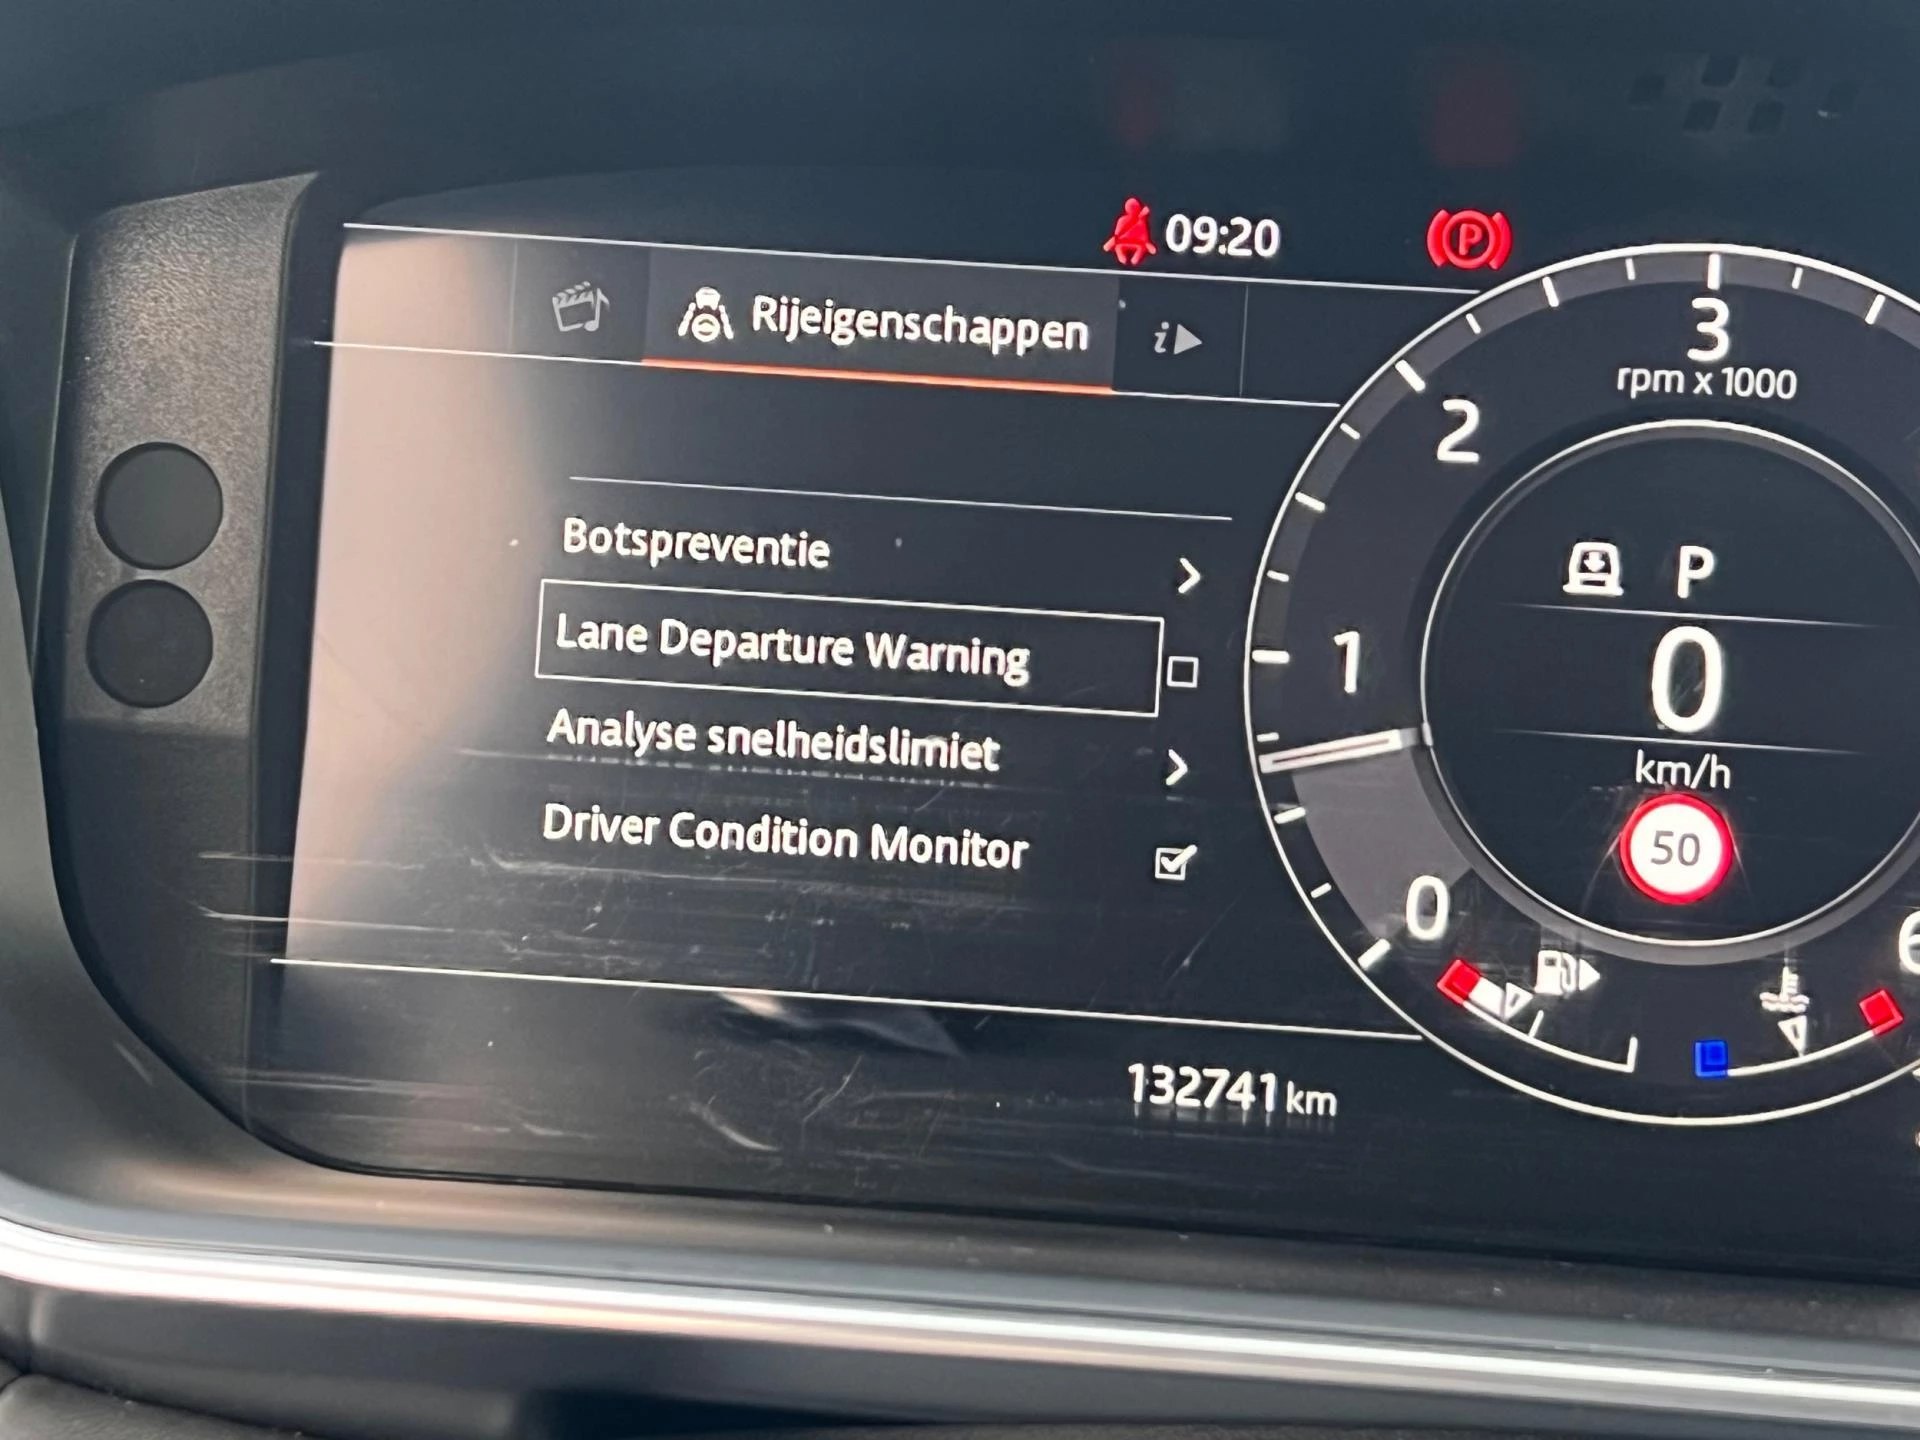 09:20
Rijeigenschappen
3
rpm x 1000
2
Botspreventie
P
Lane Departure Warning
1
0
Analyse snelheidslimiet
km/h
Driver Condition Monitor
50
0
6
132741 km